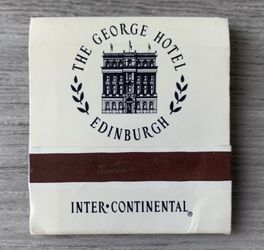 THE GEORGE HOTEL
EDINBURGH
INTER•CONTINENTAL®